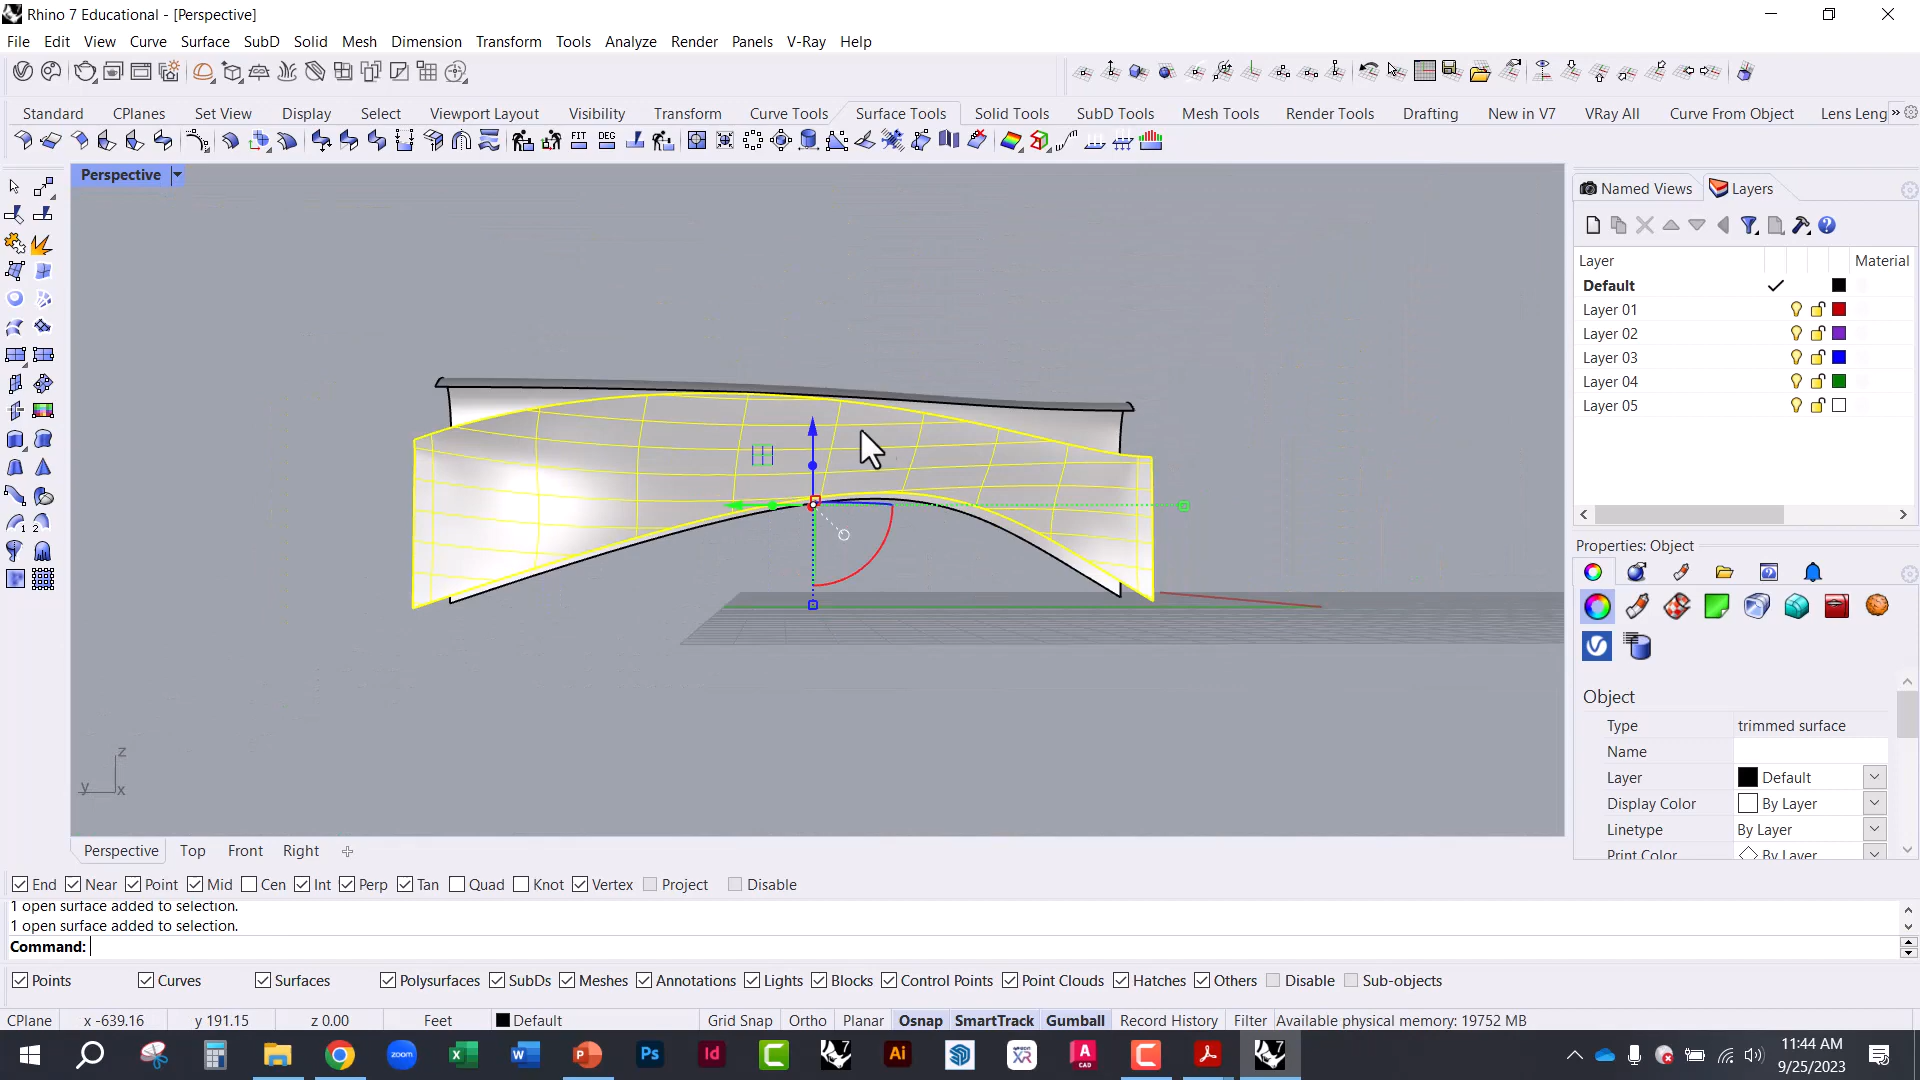 Rhino 7 Educational - [Perspective]
File Edit View Curve Surface SubD Solid Mesh Dimension Transform Tools Analyze Render Panels V-Ray Help
Standard CPlanes Set View Display Select Viewport Layout Visibility Transform Curve Tools Surface Tools Solid Tools SubD Tools Mesh Tools Render Tools Drafting New in V7 VRay All Curve From Object Lens Leng
FIT DEG
Perspective
Named Views Layers
Layer Material
Default
Layer 01
Layer 02
Layer 03
Layer 04
Layer 05
Properties: Object
Object
Type trimmed surface
Name
Layer Default
Display Color By Layer
Linetype By Layer
Print Color By Layer
z
y x
Perspective Top Front Right
End Near Point Mid Cen Int Perp Tan Quad Knot Vertex Project Disable
1 open surface added to selection.
1 open surface added to selection.
Command:
Points Curves Surfaces Polysurfaces SubDs Meshes Annotations Lights Blocks Control Points Point Clouds Hatches Others Disable Sub-objects
CPlane x -639.16 y 191.15 z 0.00 Feet Default Grid Snap Ortho Planar Osnap SmartTrack Gumball Record History Filter Available physical memory: 19752 MB
11:44 AM
9/25/2023